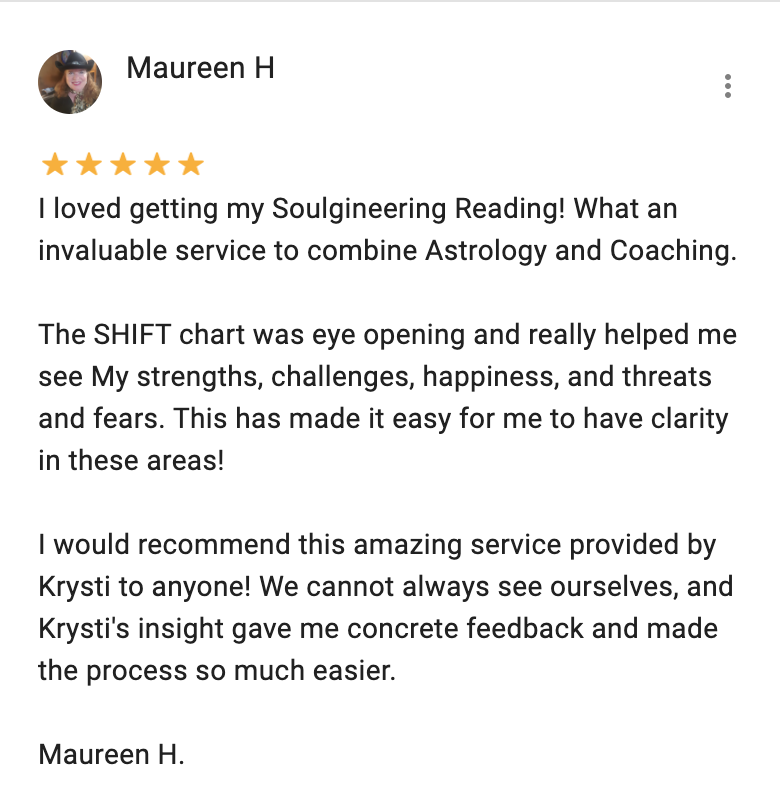 Maureen H
I loved getting my Soulgineering Reading! What an
invaluable service to combine Astrology and Coaching.
The SHIFT chart was eye opening and really helped me
see My strengths, challenges, happiness, and threats
and fears. This has made it easy for me to have clarity
in these areas!
I would recommend this amazing service provided by
Krysti to anyone! We cannot always see ourselves, and
Krysti's insight gave me concrete feedback and made
the process so much easier.
Maureen H.